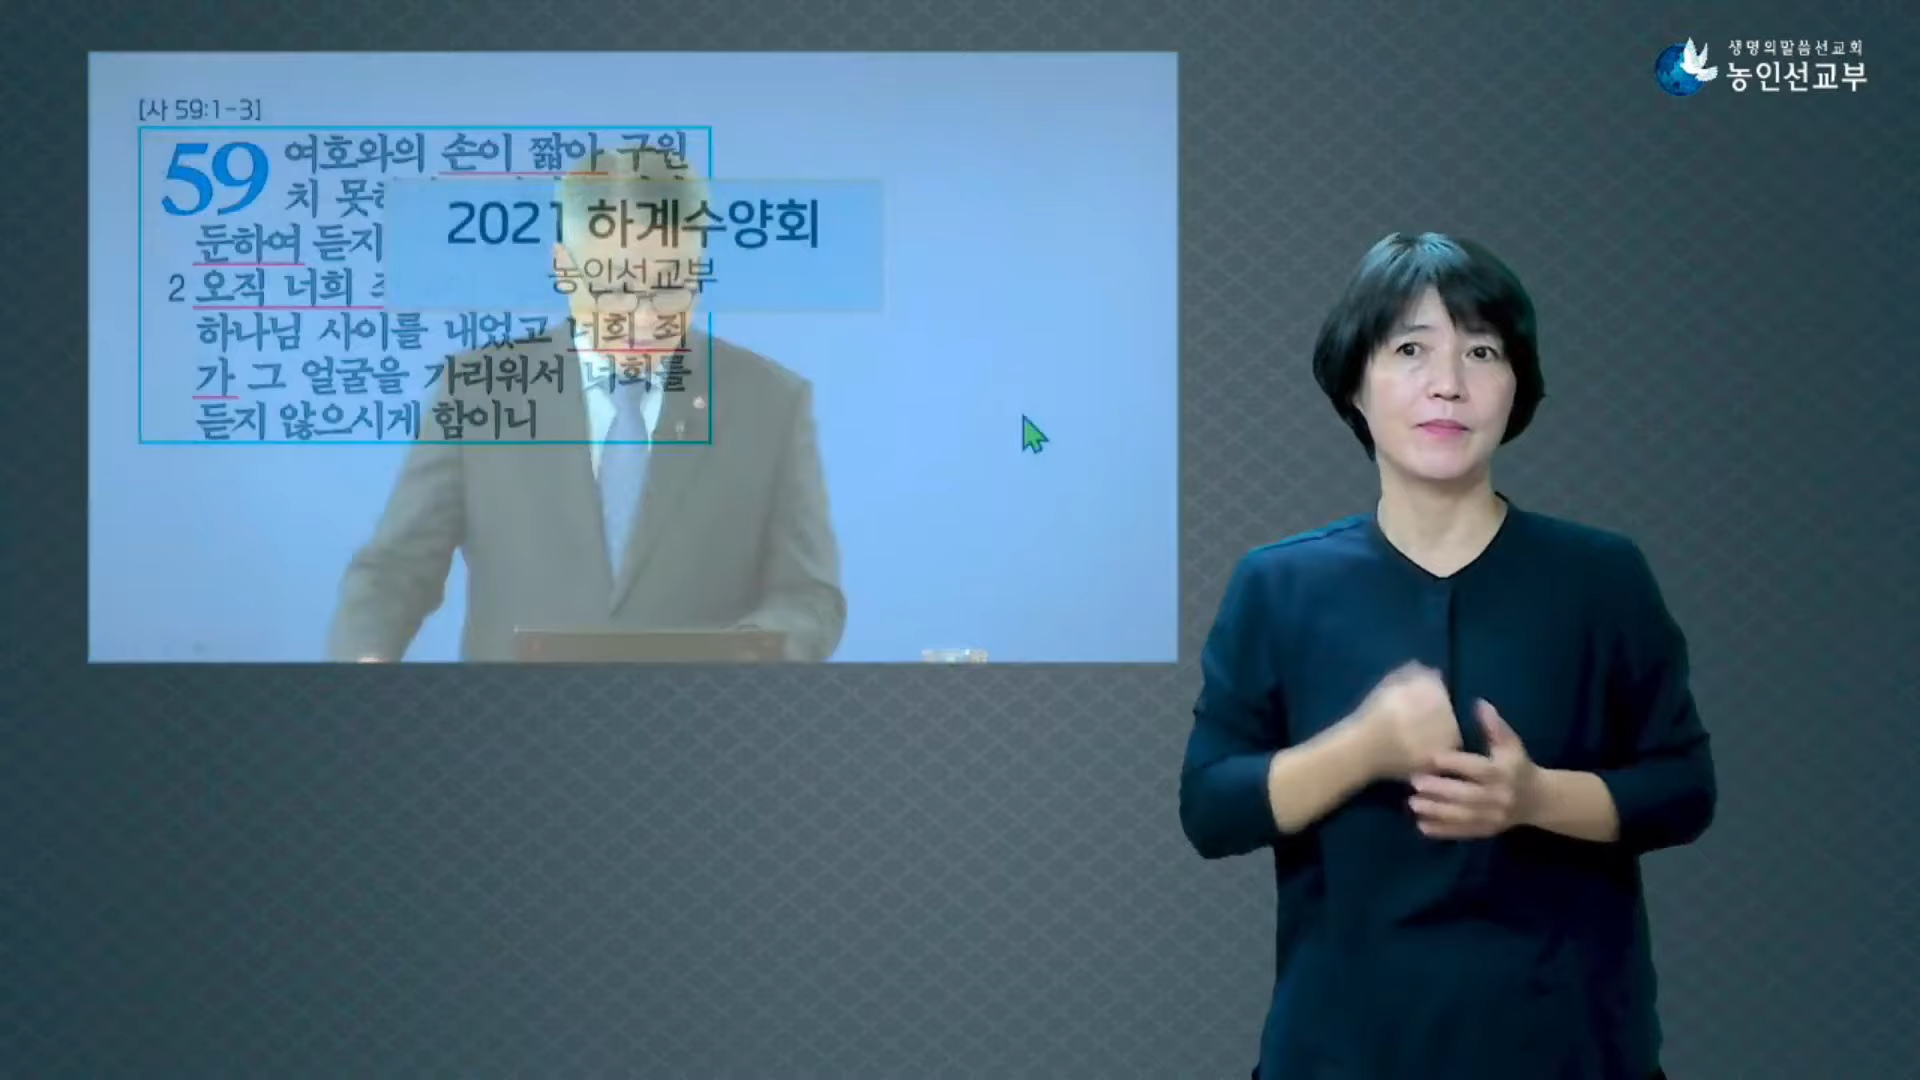 생명의말씀선교회
농인선교부
[사 59:1-3]
59 여호와의 손이 짧아 구원
치 못하
둔하여 듣지
2 오직 너희
하나님 사이를 내었고 너희 죄
가 그 얼굴을 가리워서 너희를
듣지 않으시게 함이니
2021 하계수양회
농인선교부